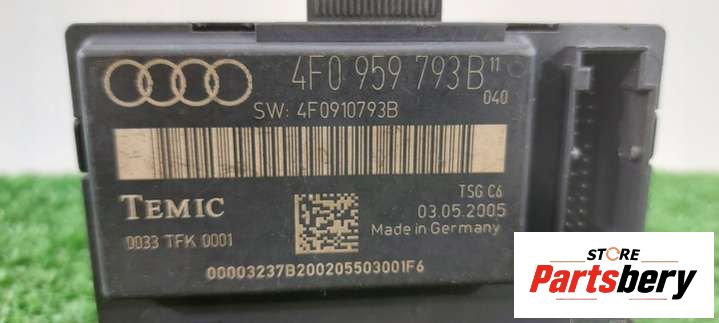 4F0 959 793B 11
040
SW: 4F0910793B
TEMIC
TSG C6
03.05.2005
Made in Germany
0033 TFK 0001
00003237B200205503001F6
STORE
Partsbery